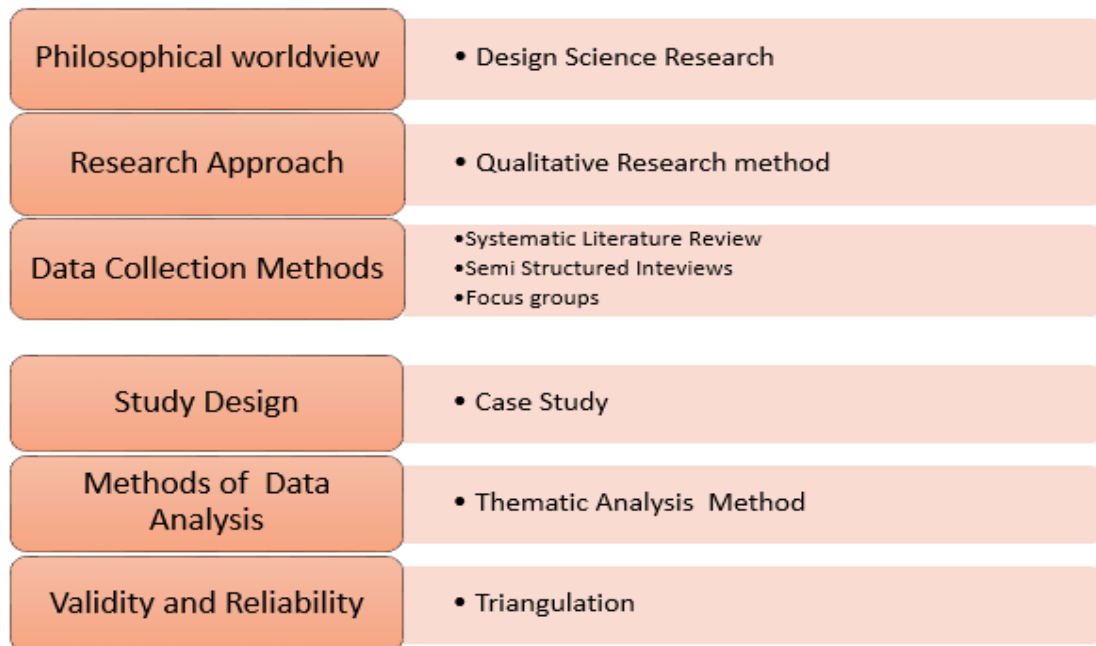 Philosophical worldview
• Design Science Research
Research Approach
• Qualitative Research method
Data Collection Methods
•Systematic Literature Review
•Semi Structured Inteviews
•Focus groups
Study Design
• Case Study
Methods of Data
Analysis
• Thematic Analysis Method
Validity and Reliability
• Triangulation